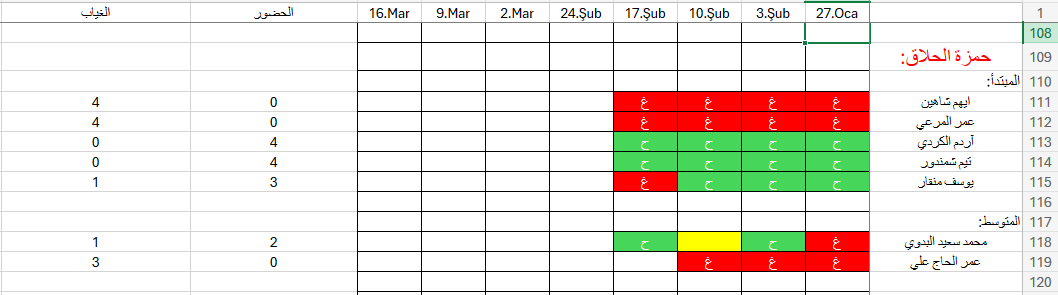 1 27.Oca 3.Şub 10.Şub 17.Şub 24.Şub 2.Mar 9.Mar 16.Mar الحضور الغياب
108
109 حمزة الحلاق:
110 المبتدأ:
111 ايهم شاهين غ غ غ غ 0 4
112 عمر المرعي غ غ غ غ 0 4
113 آردم الكردي ح ح ح ح 4 0
114 تيم شمندور ح ح ح ح 4 0
115 يوسف منقار ح ح ح غ 3 1
116
117 المتوسط:
118 محمد سعيد البدوي غ ح ح 2 1
119 عمر الحاج علي غ غ غ 0 3
120